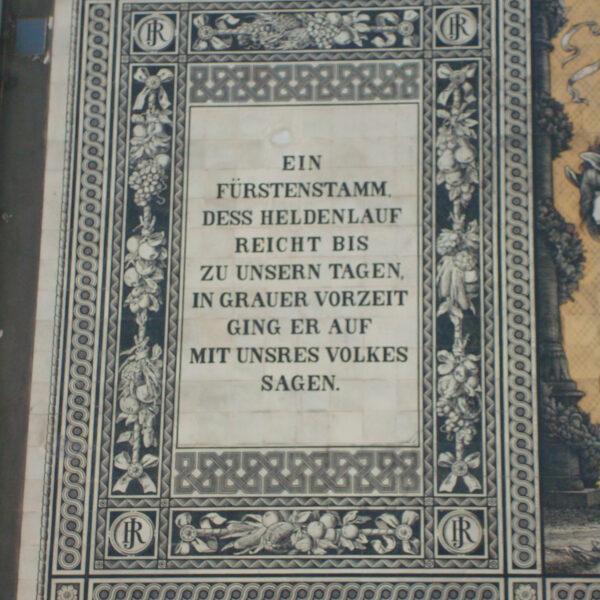 EIN
FÜRSTENSTAMM,
DESS HELDENLAUF
REICHT BIS
ZU UNSERN TAGEN,
IN GRAUER VORZEIT
GING ER AUF
MIT UNSRES VOLKES
SAGEN.